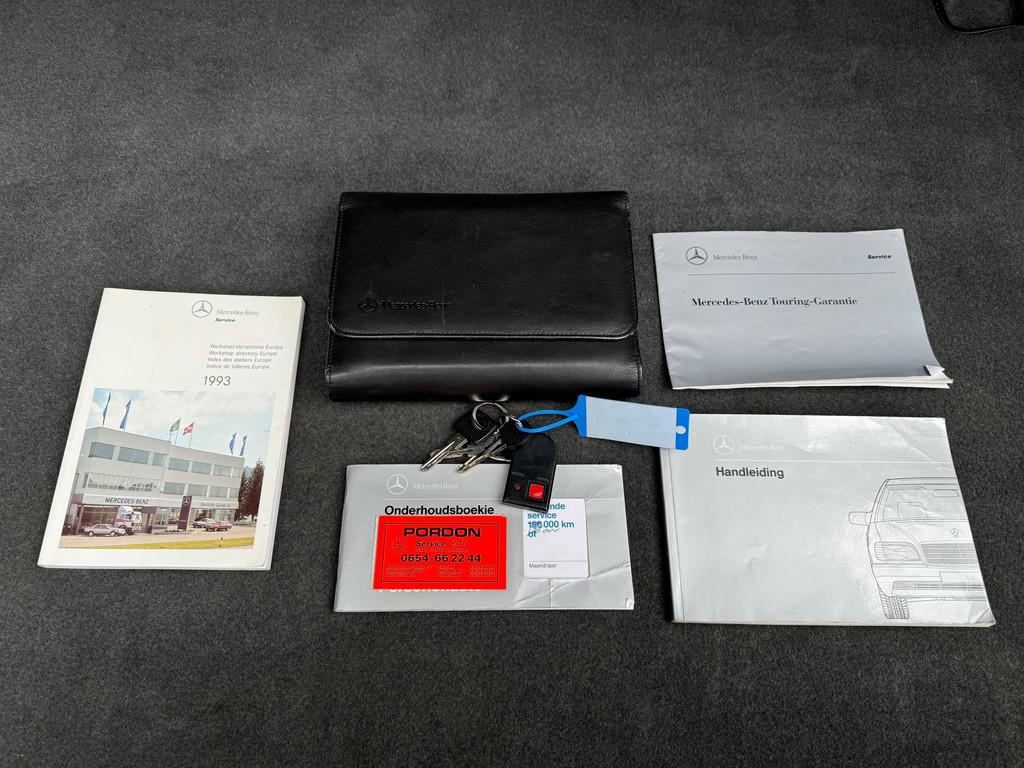 Mercedes-Benz
Service
Werkstatt-Verzeichnis Europa
Workshop directory Europe
Index des ateliers Europe
Indice de talleres Europa
1993
MERCEDES-BENZ
Mercedes-Benz
Mercedes-Benz
Service
Mercedes-Benz Touring-Garantie
Mercedes-Benz
Onderhoudsboekje
PORDON
Service
0654-66 22 44
service
km
of
Maand/jaar
Mercedes-Benz
Handleiding